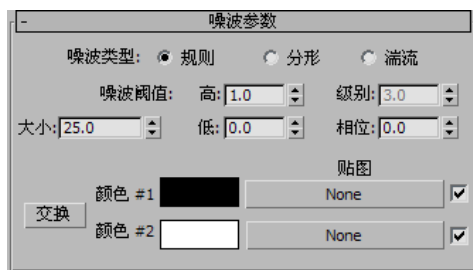 - 噪波参数
噪波类型: 规则 分形 湍流
噪波阈值: 高: 1.0 级别: 3.0
大小: 25.0 低: 0.0 相位: 0.0
贴图
颜色 #1 None
交换
颜色 #2 None